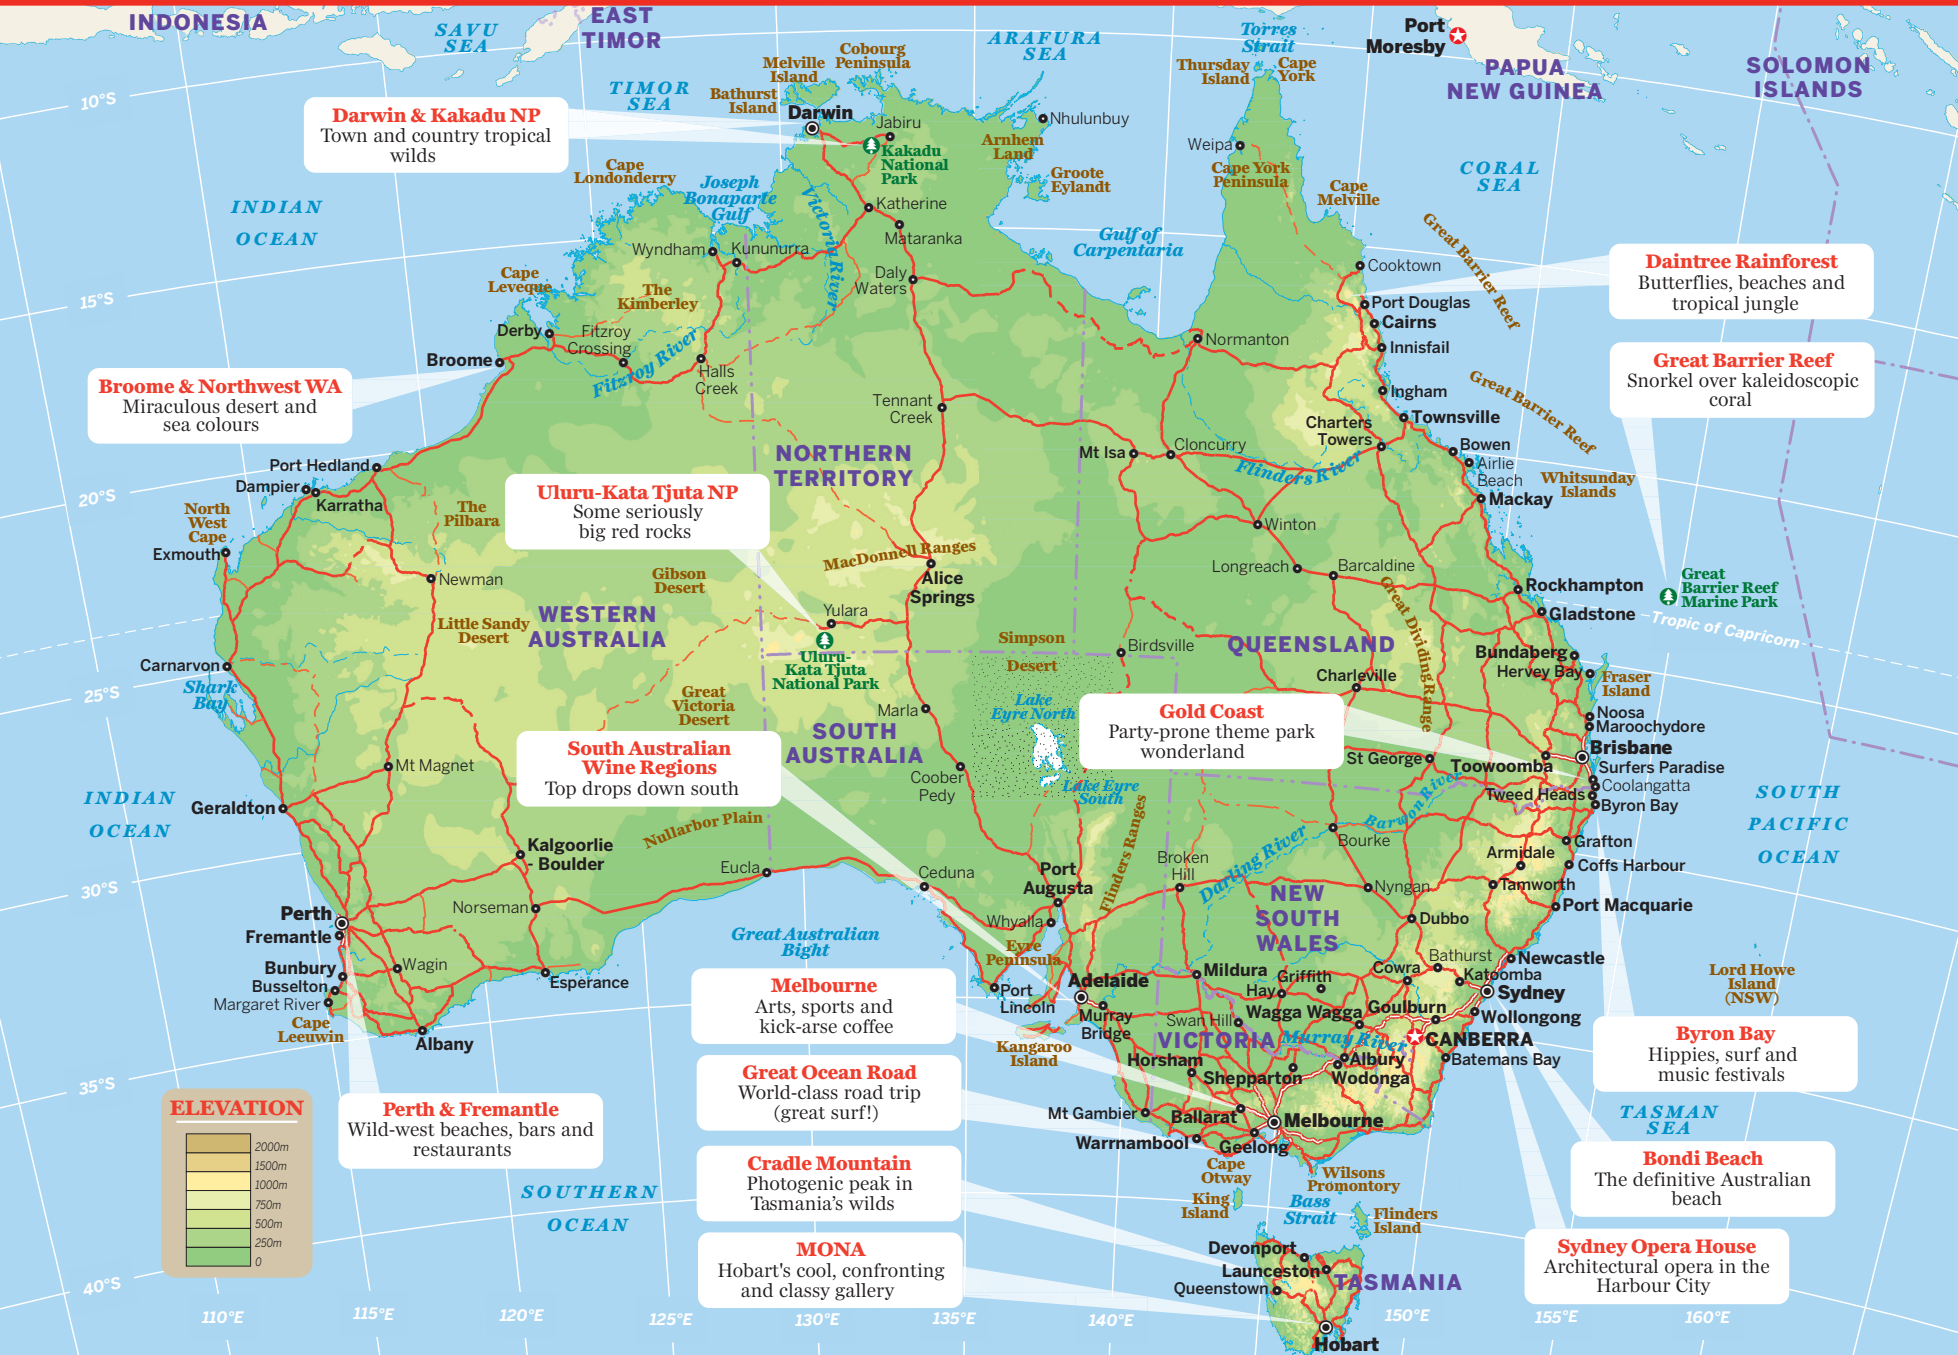 INDONESIA
SAVU
SEA
EAST
TIMOR
TIMOR
SEA
ARAFURA
SEA
Torres
Strait
Thursday
Island
Cape
York
Port
Moresby
PAPUA
NEW GUINEA
SOLOMON
ISLANDS
Melville
Island
Cobourg
Peninsula
Bathurst
Island
Darwin
Jabiru
Kakadu
National
Park
Nhulunbuy
Arnhem
Land
Groote
Eylandt
Weipa
Cape York
Peninsula
Cape
Melville
CORAL
SEA
10°S
Darwin & Kakadu NP
Town and country tropical
wilds
Cape
Londonderry
Joseph
Bonaparte
Gulf
Victoria River
Katherine
Mataranka
Gulf of
Carpentaria
Great Barrier Reef
INDIAN
OCEAN
Wyndham
Kununurra
Daly
Waters
Cooktown
Daintree Rainforest
Butterflies, beaches and
tropical jungle
Cape
Leveque
The
Kimberley
15°S
Port Douglas
Cairns
Innisfail
Derby
Fitzroy
Crossing
Fitzroy River
Broome
Halls
Creek
Normanton
Great Barrier Reef
Snorkel over kaleidoscopic
coral
Broome & Northwest WA
Miraculous desert and
sea colours
Ingham
Great Barrier Reef
Townsville
Tennant
Creek
Charters
Towers
Bowen
Airlie
Beach
Whitsunday
Islands
Mackay
NORTHERN
TERRITORY
Mt Isa
Cloncurry
Flinders River
Port Hedland
Dampier
Karratha
20°S
North
West
Cape
Exmouth
The
Pilbara
Uluru-Kata Tjuta NP
Some seriously
big red rocks
Winton
MacDonnell Ranges
Alice
Springs
Longreach
Barcaldine
Newman
Gibson
Desert
Rockhampton
Gladstone
Great
Barrier Reef
Marine Park
Tropic of Capricorn
Great Dividing Range
WESTERN
AUSTRALIA
Little Sandy
Desert
Yulara
Uluru-
Kata Tjuta
National Park
Simpson
Desert
Birdsville
QUEENSLAND
Bundaberg
Hervey Bay
Fraser
Island
Carnarvon
Shark
Bay
25°S
Great
Victoria
Desert
Marla
Lake
Eyre North
Charleville
Noosa
Maroochydore
Gold Coast
Party-prone theme park
wonderland
Brisbane
Surfers Paradise
Coolangatta
Tweed Heads
Byron Bay
SOUTH
AUSTRALIA
South Australian
Wine Regions
Top drops down south
Mt Magnet
Coober
Pedy
Lake Eyre
South
St George
Toowoomba
Barwon River
INDIAN
OCEAN
Geraldton
Nullarbor Plain
SOUTH
PACIFIC
OCEAN
Kalgoorlie
- Boulder
Flinders Ranges
Bourke
Grafton
Armidale
Coffs Harbour
Eucla
Ceduna
Port
Augusta
Broken
Hill
Darling River
Nyngan
Tamworth
Port Macquarie
30°S
Norseman
Perth
Fremantle
Whyalla
NEW
SOUTH
WALES
Dubbo
Great Australian
Bight
Eyre
Peninsula
Bunbury
Busselton
Margaret River
Wagin
Esperance
Melbourne
Arts, sports and
kick-arse coffee
Port
Lincoln
Adelaide
Murray
Bridge
Mildura
Griffith
Hay
Cowra
Bathurst
Katoomba
Newcastle
Sydney
Wollongong
Lord Howe
Island
(NSW)
Cape
Leeuwin
Albany
Kangaroo
Island
Swan Hill
Wagga Wagga
Goulburn
CANBERRA
Batemans Bay
VICTORIA
Murray River
Albury
Wodonga
Byron Bay
Hippies, surf and
music festivals
35°S
Great Ocean Road
World-class road trip
(great surf!)
Horsham
Shepparton
Mt Gambier
Ballarat
Melbourne
Warrnambool
Geelong
TASMAN
SEA
ELEVATION
2000m
1500m
1000m
750m
500m
250m
0
Perth & Fremantle
Wild-west beaches, bars and
restaurants
Cradle Mountain
Photogenic peak in
Tasmania's wilds
Cape
Otway
Wilsons
Promontory
Bondi Beach
The definitive Australian
beach
King
Island
Bass
Strait
Flinders
Island
SOUTHERN
OCEAN
MONA
Hobart's cool, confronting
and classy gallery
Devonport
Launceston
Queenstown
TASMANIA
Sydney Opera House
Architectural opera in the
Harbour City
Hobart
40°S
110°E
115°E
120°E
125°E
130°E
135°E
140°E
150°E
155°E
160°E